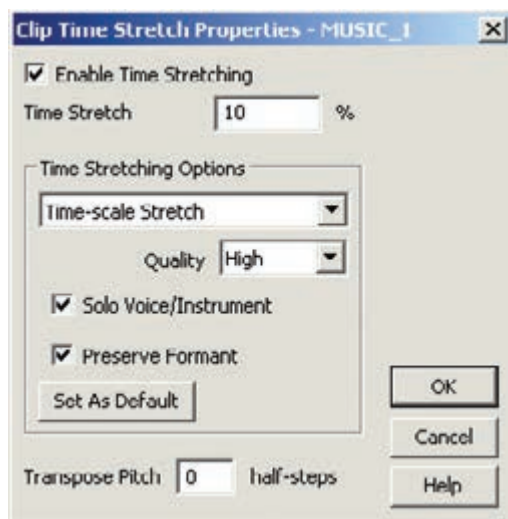 Clip Time Stretch Properties - MUSIC_1
Enable Time Stretching
Time Stretch 10 %
Time Stretching Options
Time-scale Stretch
Quality High
Solo Voice/Instrument
Preserve Formant
Set As Default
OK
Cancel
Transpose Pitch 0 half-steps
Help